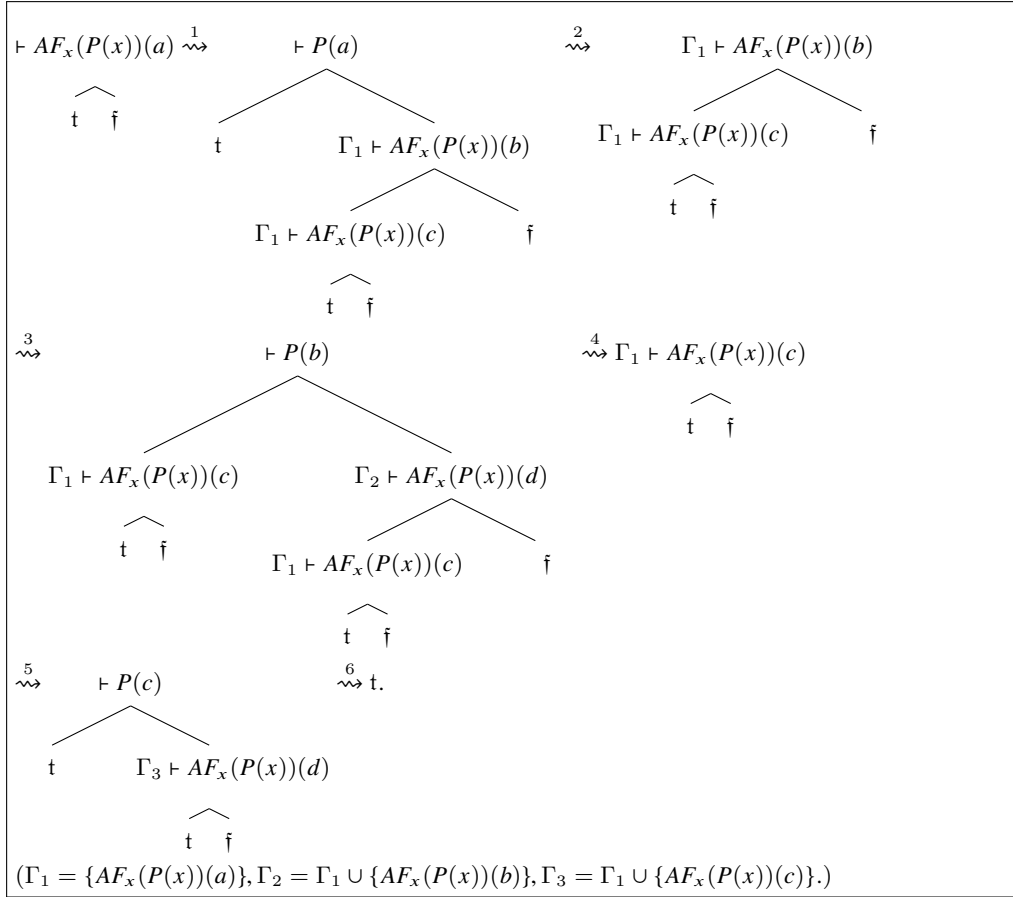 ⊢ AF_x(P(x))(a) ⇝¹ ⊢ P(a) ⇝² Γ₁ ⊢ AF_x(P(x))(b)
𝔱 𝔣 𝔱 Γ₁ ⊢ AF_x(P(x))(b) Γ₁ ⊢ AF_x(P(x))(c) 𝔣
Γ₁ ⊢ AF_x(P(x))(c) 𝔣 𝔱 𝔣
𝔱 𝔣
⇝³ ⊢ P(b) ⇝⁴ Γ₁ ⊢ AF_x(P(x))(c)
𝔱 𝔣
Γ₁ ⊢ AF_x(P(x))(c) Γ₂ ⊢ AF_x(P(x))(d)
𝔱 𝔣 Γ₁ ⊢ AF_x(P(x))(c) 𝔣
𝔱 𝔣
⇝⁵ ⊢ P(c) ⇝⁶ 𝔱.
𝔱 Γ₃ ⊢ AF_x(P(x))(d)
𝔱 𝔣
(Γ₁ = {AF_x(P(x))(a)}, Γ₂ = Γ₁ ∪ {AF_x(P(x))(b)}, Γ₃ = Γ₁ ∪ {AF_x(P(x))(c)}.)